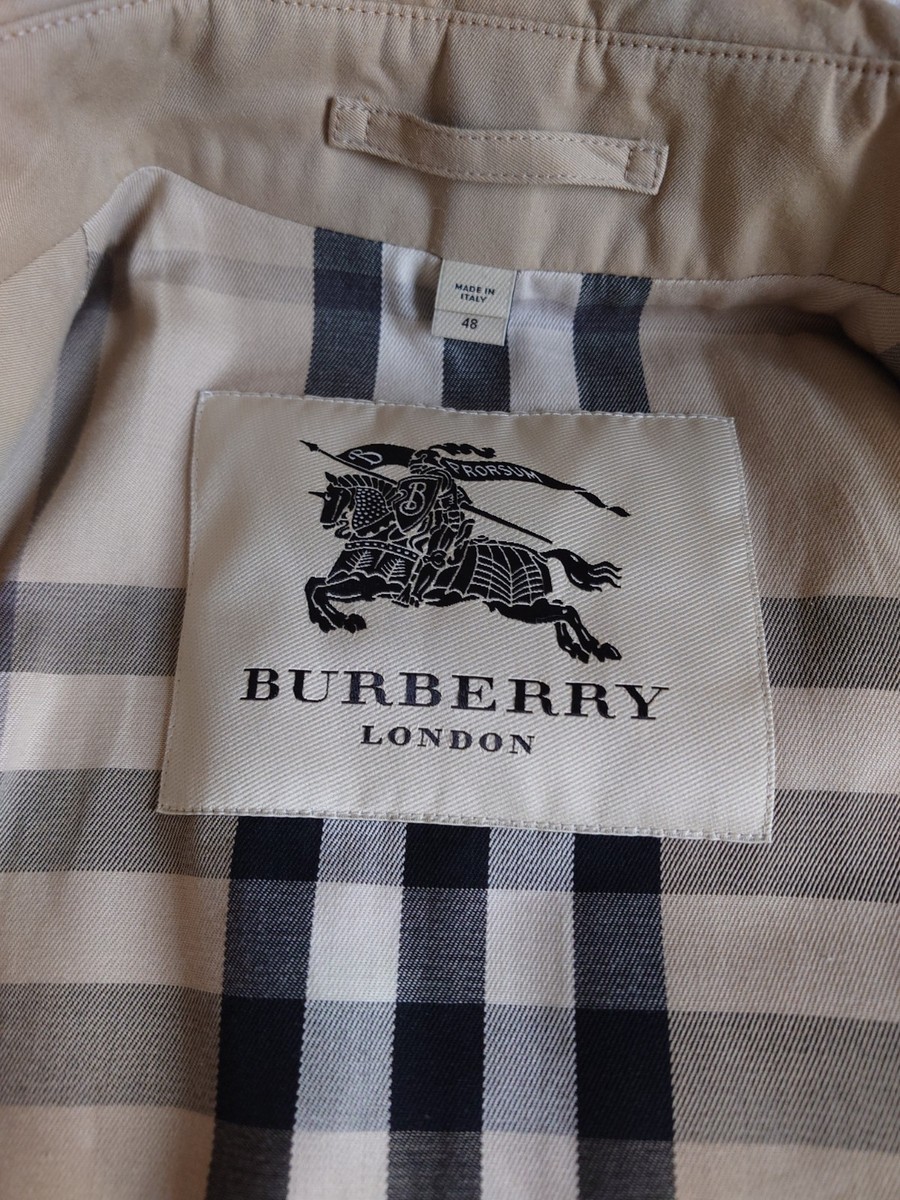 MADE IN
ITALY
48
B PRORSUM
B
BURBERRY
LONDON